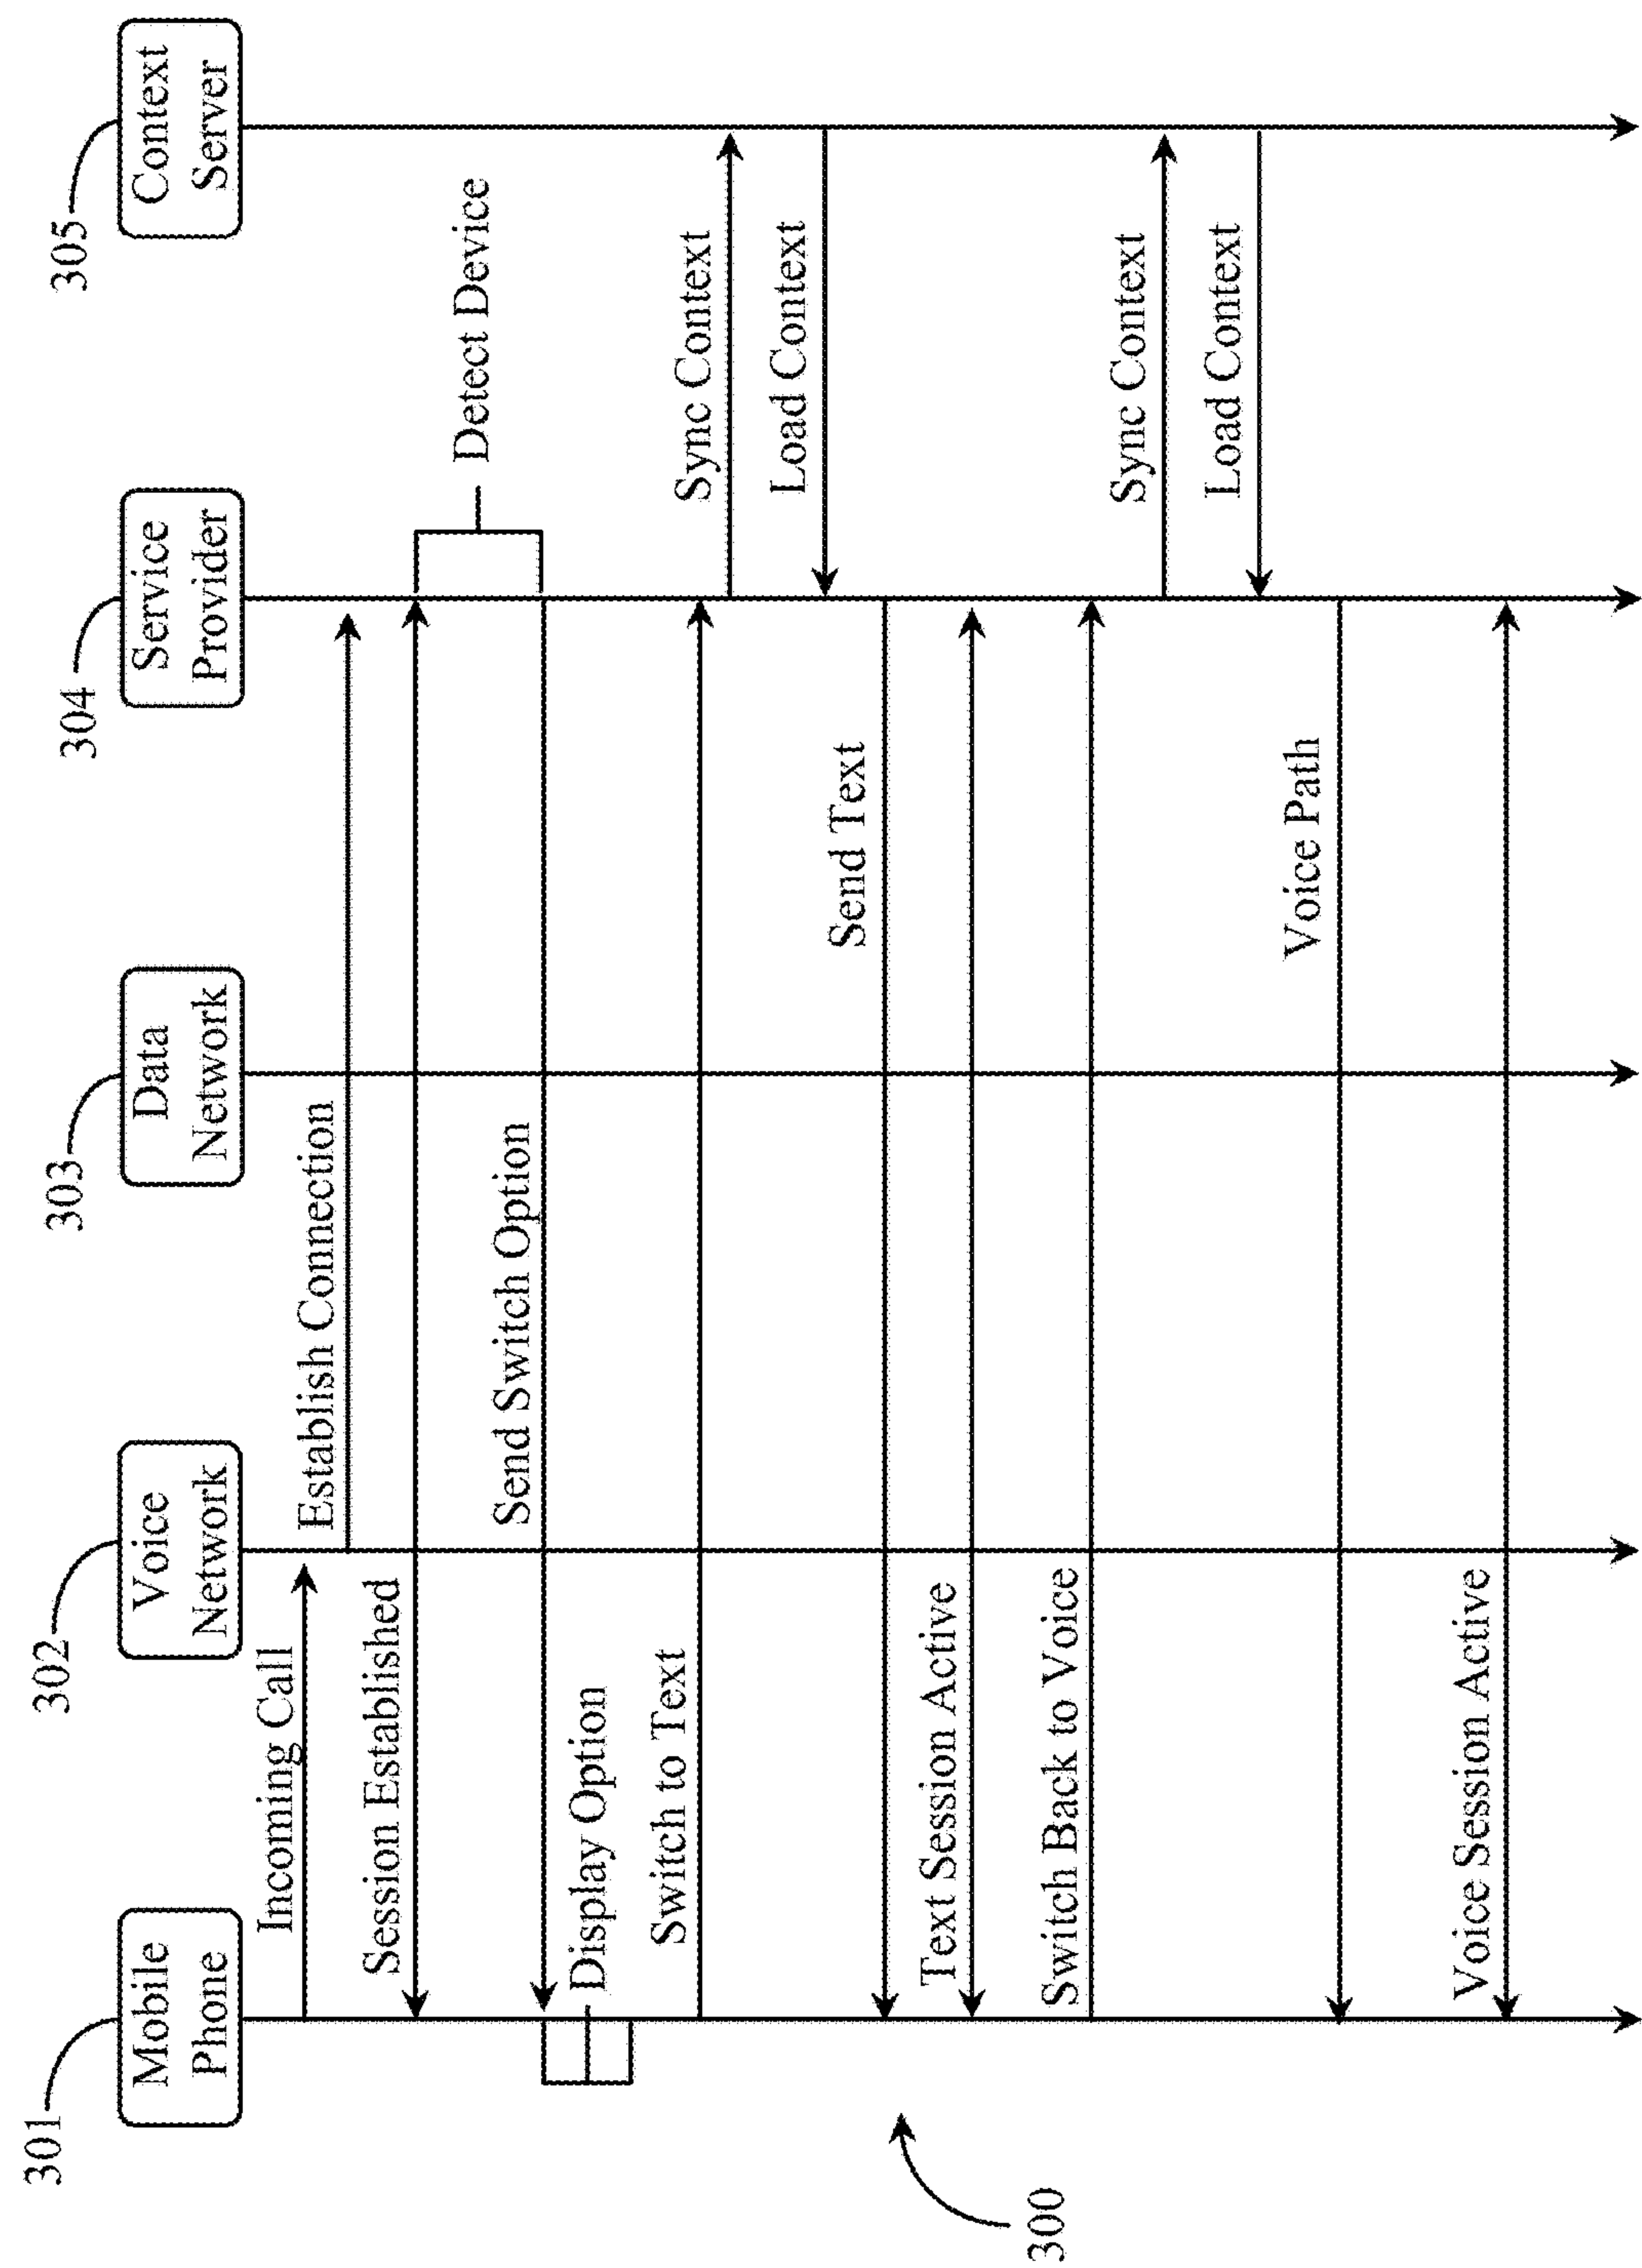 301
302
303
304
305
Mobile
Phone
Voice
Network
Data
Network
Service
Provider
Context
Server
Incoming Call
Establish Connection
Session Established
Detect Device
Send Switch Option
Display Option
Switch to Text
Sync Context
Load Context
Send Text
Text Session Active
Switch Back to Voice
Sync Context
Load Context
Voice Path
Voice Session Active
300